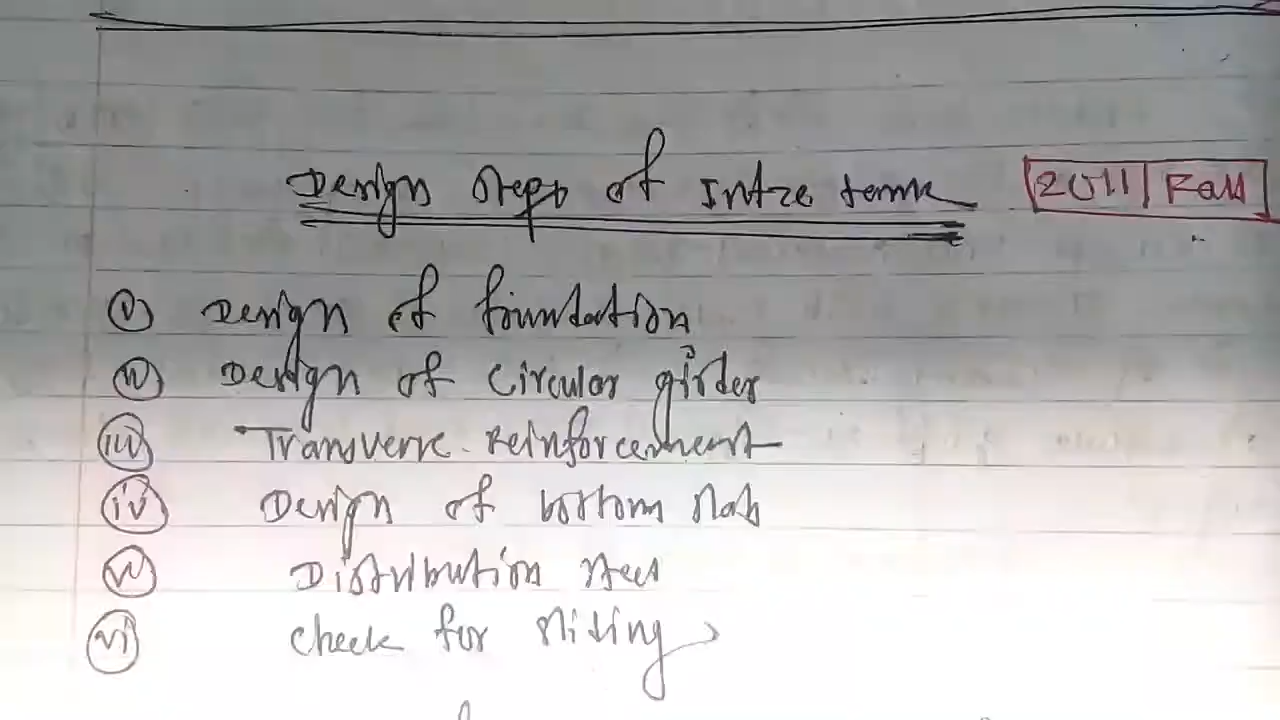 Design steps of Intze tank 2011 | Fall
i) Design of foundation
ii) Design of Circular girder
iii) Transverse Reinforcement
iv) Design of bottom slab
v) Distribution steel
vi) Check for sliding